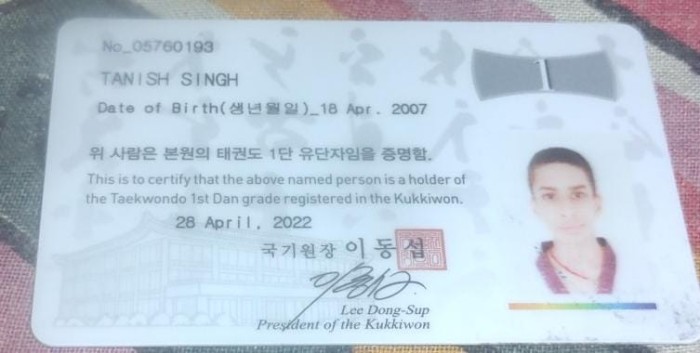 No_05760193
1
TANISH SINGH
Date of Birth(생년월일)_18 Apr. 2007
위 사람은 본원의 태권도 1단 유단자임을 증명함.
This is to certify that the above named person is a holder of
the Taekwondo 1st Dan grade registered in the Kukkiwon.
28 April, 2022
국기원장 이동섭
Lee Dong-Sup
President of the Kukkiwon